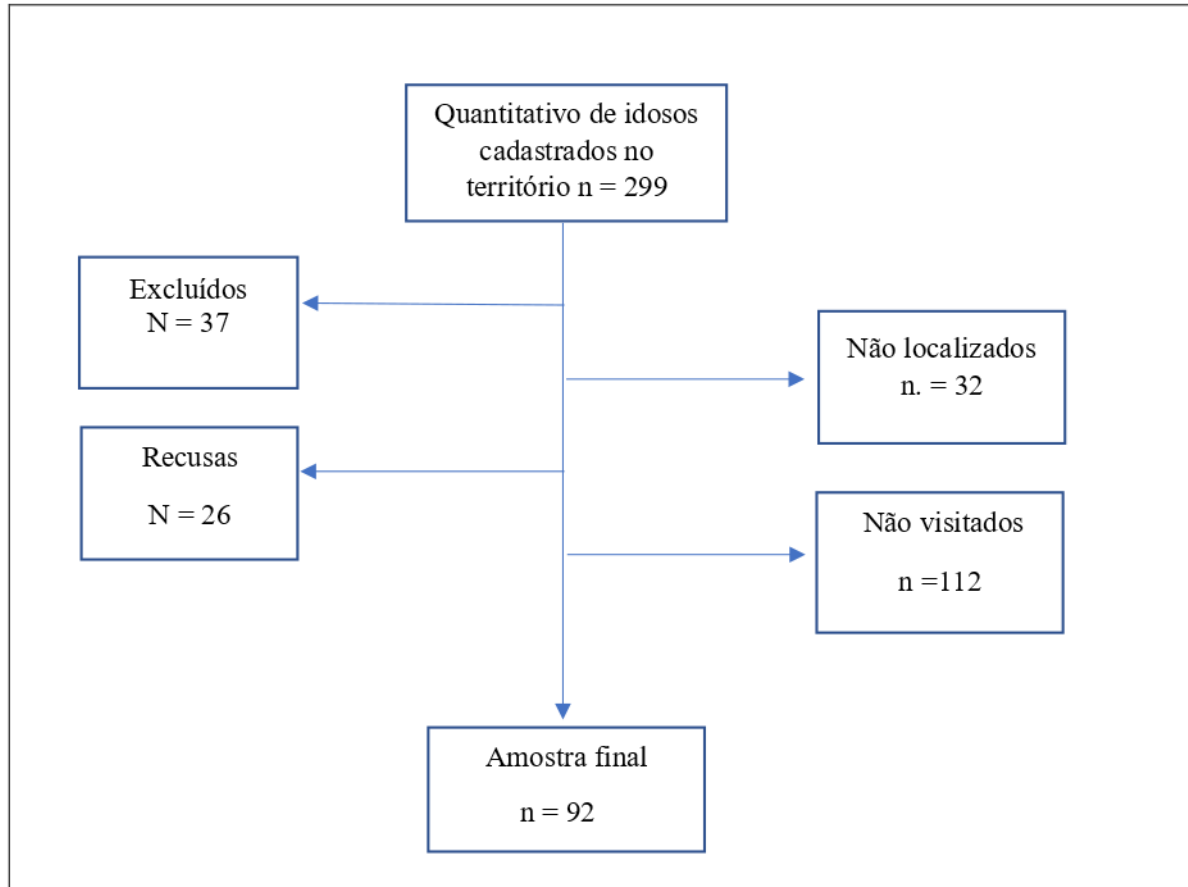 Quantitativo de idosos
cadastrados no
território n = 299
Excluídos
N = 37
Não localizados
n. = 32
Recusas
N = 26
Não visitados
n =112
Amostra final
n = 92